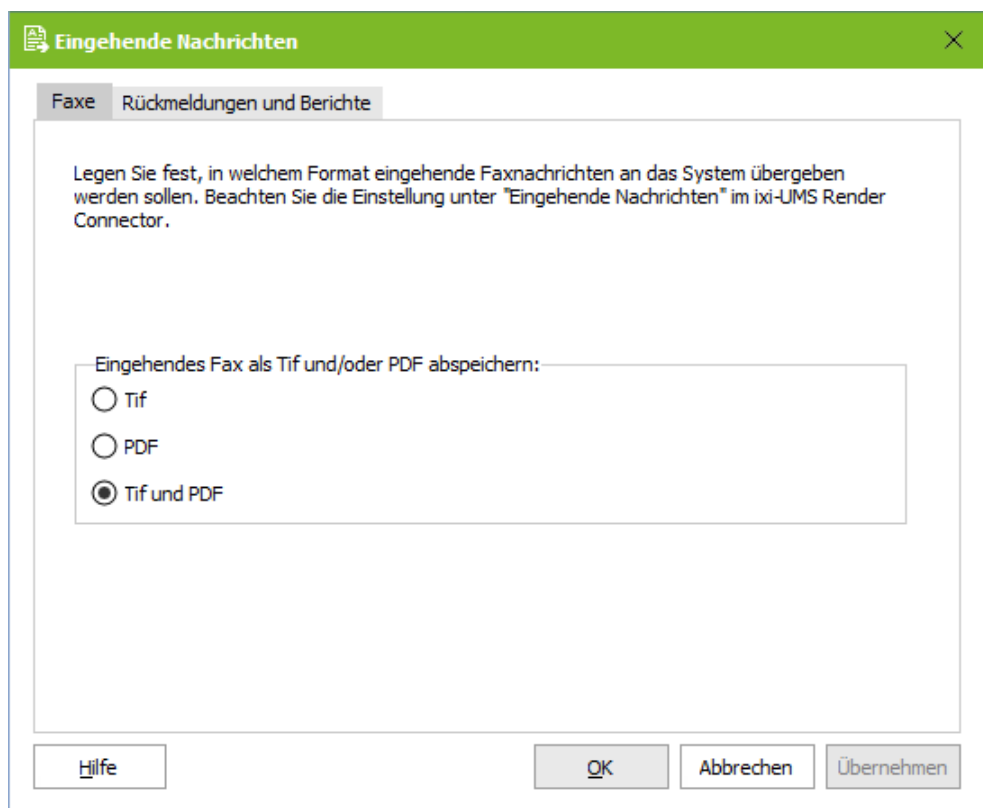 Eingehende Nachrichten
Faxe
Rückmeldungen und Berichte
Legen Sie fest, in welchem Format eingehende Faxnachrichten an das System übergeben
werden sollen. Beachten Sie die Einstellung unter "Eingehende Nachrichten" im ixi-UMS Render
Connector.
Eingehendes Fax als Tif und/oder PDF abspeichern:
Tif
PDF
Tif und PDF
Hilfe
OK
Abbrechen
Übernehmen